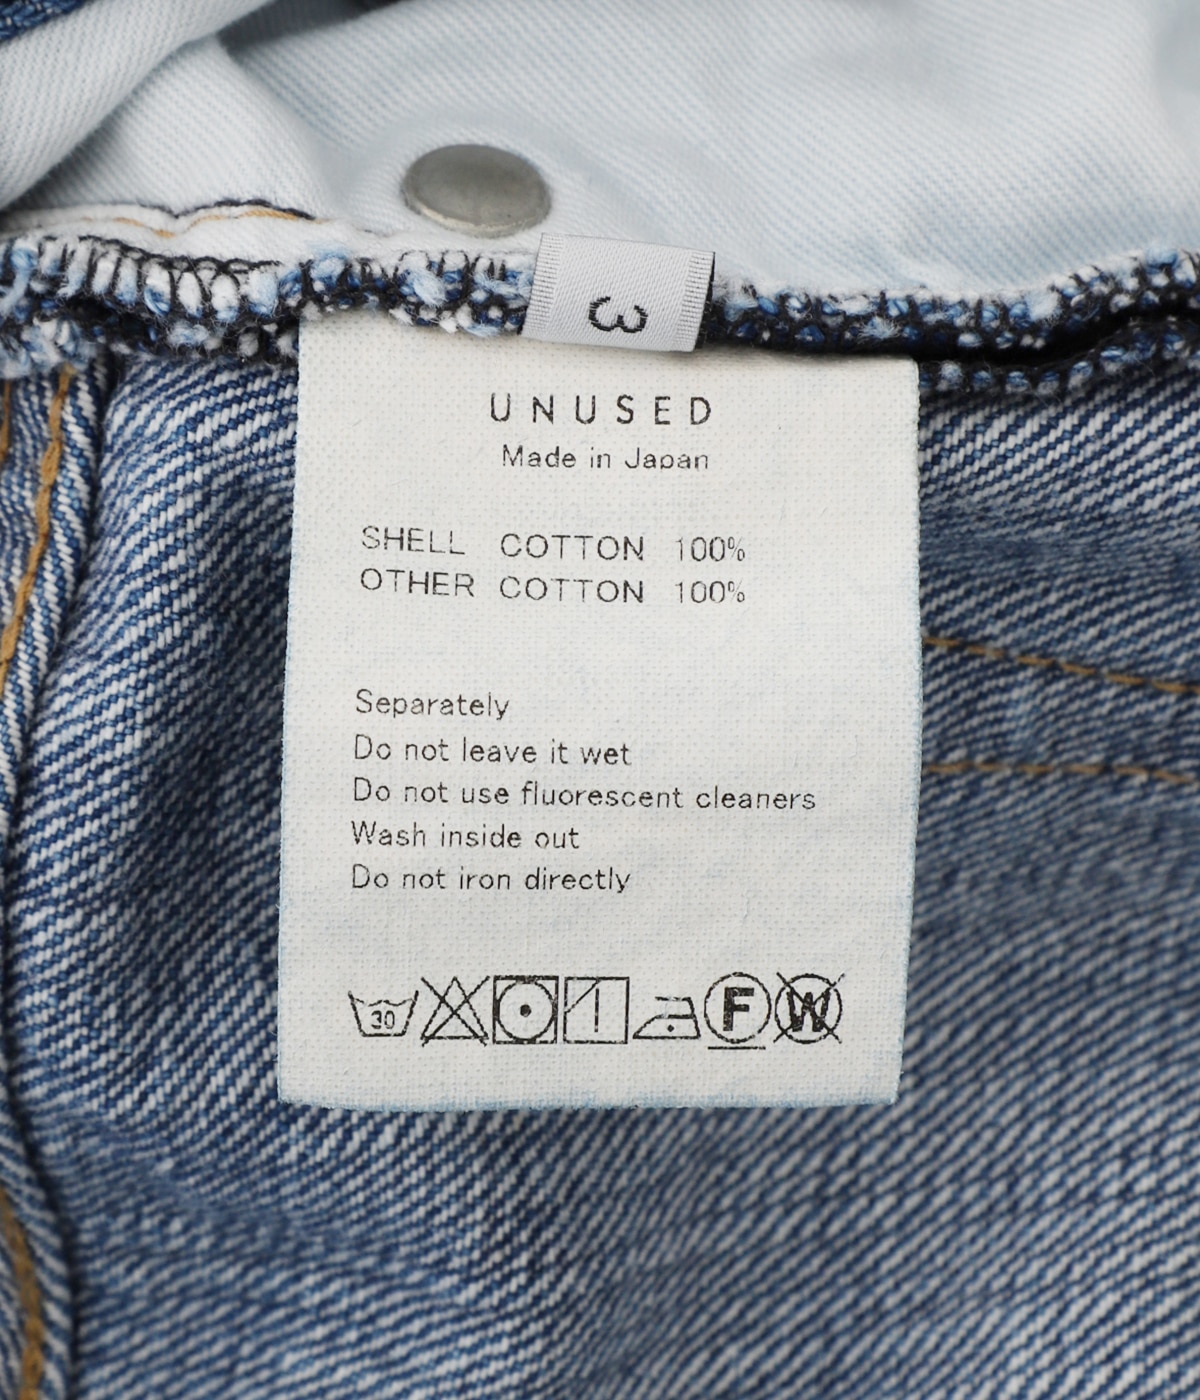 3
UNUSED
Made in Japan
SHELL COTTON 100%
OTHER COTTON 100%
Separately
Do not leave it wet
Do not use fluorescent cleaners
Wash inside out
Do not iron directly
30 F W